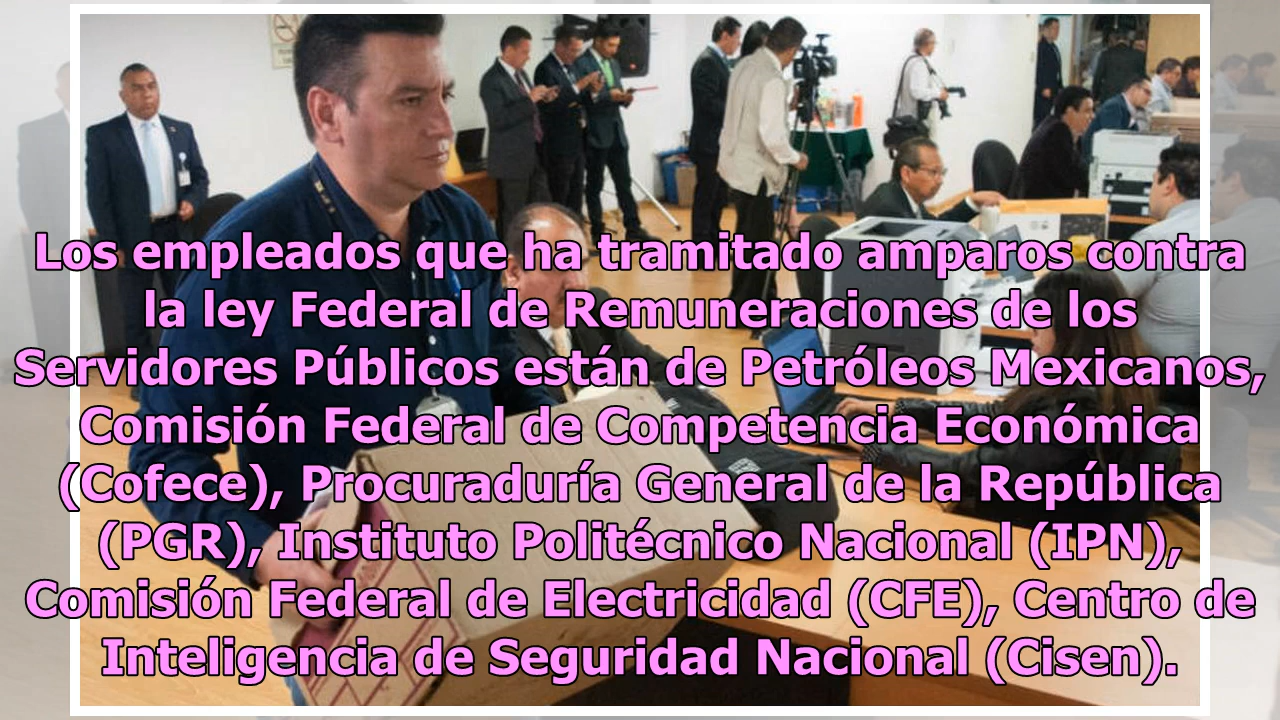 Los empleados que ha tramitado amparos contra
la ley Federal de Remuneraciones de los
Servidores Públicos están de Petróleos Mexicanos,
Comisión Federal de Competencia Económica
(Cofece), Procuraduría General de la República
(PGR), Instituto Politécnico Nacional (IPN),
Comisión Federal de Electricidad (CFE), Centro de
Inteligencia de Seguridad Nacional (Cisen).